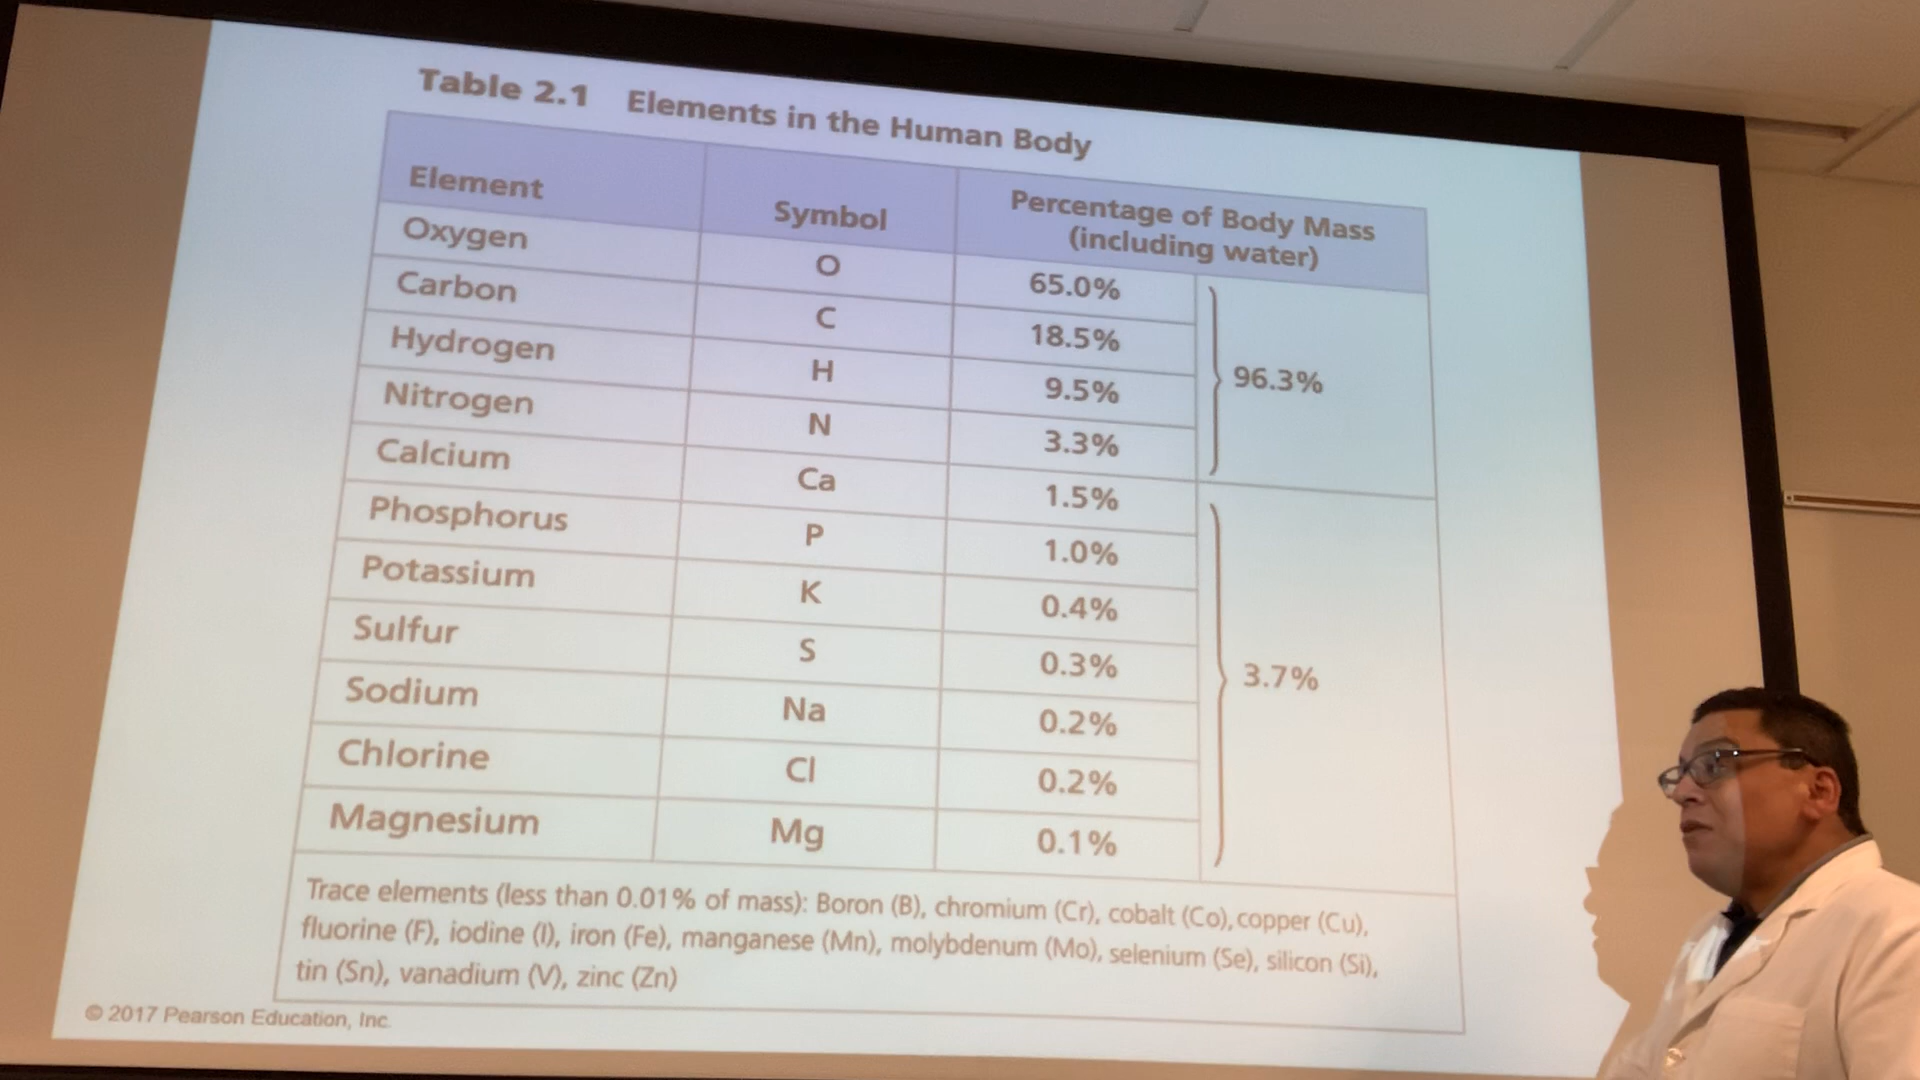 Table 2.1 Elements in the Human Body
Element Symbol Percentage of Body Mass
(including water)
Oxygen O 65.0%
Carbon C 18.5%
Hydrogen H 9.5%
96.3%
Nitrogen N 3.3%
Calcium Ca 1.5%
Phosphorus P 1.0%
Potassium K 0.4%
Sulfur S 0.3%
3.7%
Sodium Na 0.2%
Chlorine Cl 0.2%
Magnesium Mg 0.1%
Trace elements (less than 0.01% of mass): Boron (B), chromium (Cr), cobalt (Co), copper (Cu),
fluorine (F), iodine (I), iron (Fe), manganese (Mn), molybdenum (Mo), selenium (Se), silicon (Si),
tin (Sn), vanadium (V), zinc (Zn)
© 2017 Pearson Education, Inc.